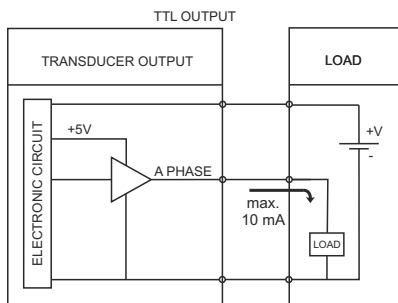 TTL OUTPUT
TRANSDUCER OUTPUT
LOAD
ELECTRONIC CIRCUIT
+5V
A PHASE
+V
-
max.
10 mA
LOAD